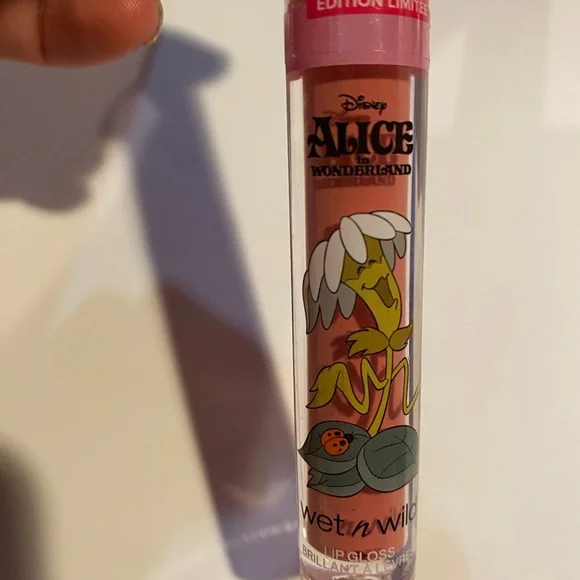 EDITION LIMITÉE
Disney
ALICE
in
WONDERLAND
wet n wild
LIP GLOSS
BRILLANT À LÈVRES